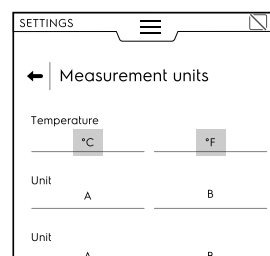 SETTINGS
Measurement units
Temperature
°C °F
Unit
A B
Unit
A B